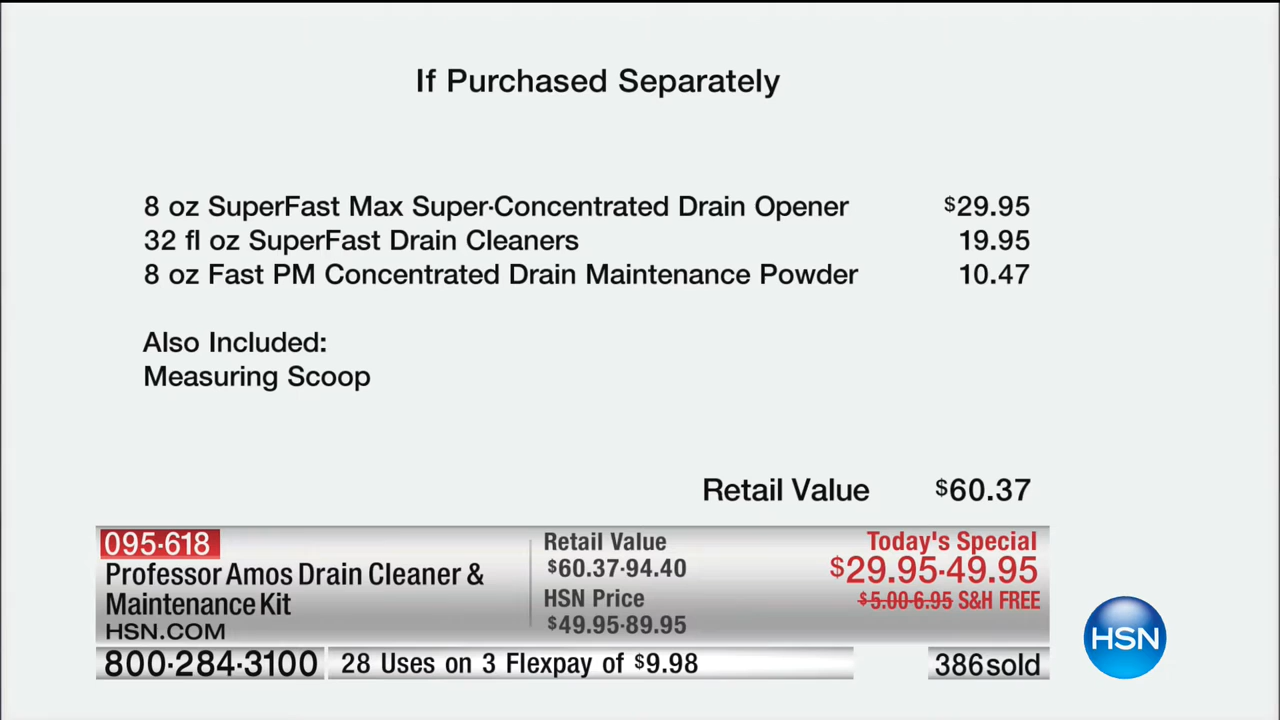 If Purchased Separately
8 oz SuperFast Max Super·Concentrated Drain Opener $29.95
32 fl oz SuperFast Drain Cleaners 19.95
8 oz Fast PM Concentrated Drain Maintenance Powder 10.47
Also Included:
Measuring Scoop
Retail Value $60.37
095·618
Professor Amos Drain Cleaner &
Maintenance Kit
HSN.COM
Retail Value
$60.37·94.40
HSN Price
$49.95·89.95
Today's Special
$29.95·49.95
$5.00·6.95 S&H FREE
HSN
800·284·3100
28 Uses on 3 Flexpay of $9.98
386 sold